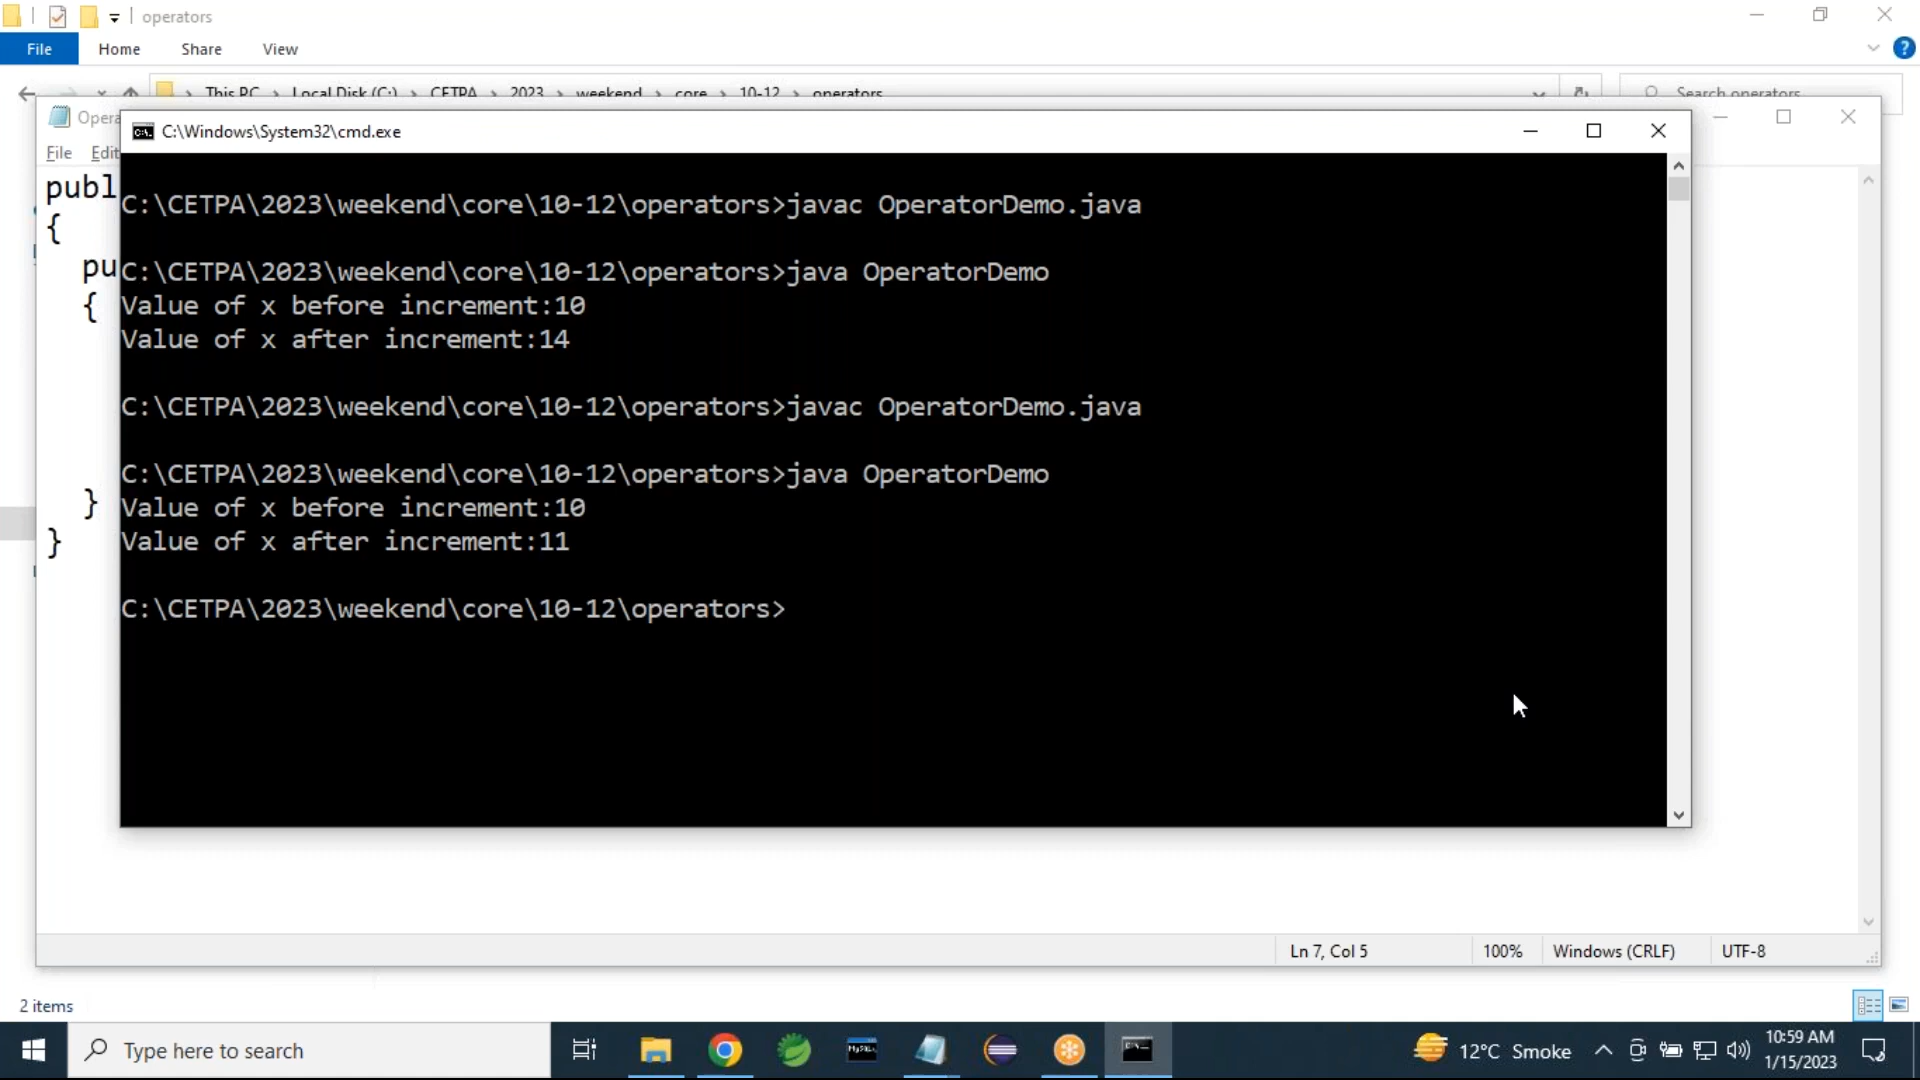 operators
File Home Share View
This PC Local Disk (C:) CETPA 2023 weekend core 10-12 operators
Search operators
Opera
C:\Windows\System32\cmd.exe
File Edit
publ
{
pu
{
}
}
C:\CETPA\2023\weekend\core\10-12\operators>javac OperatorDemo.java
C:\CETPA\2023\weekend\core\10-12\operators>java OperatorDemo
Value of x before increment:10
Value of x after increment:14
C:\CETPA\2023\weekend\core\10-12\operators>javac OperatorDemo.java
C:\CETPA\2023\weekend\core\10-12\operators>java OperatorDemo
Value of x before increment:10
Value of x after increment:11
C:\CETPA\2023\weekend\core\10-12\operators>
Ln 7, Col 5 100% Windows (CRLF) UTF-8
2 items
Type here to search
MySQL
12°C Smoke
10:59 AM
1/15/2023